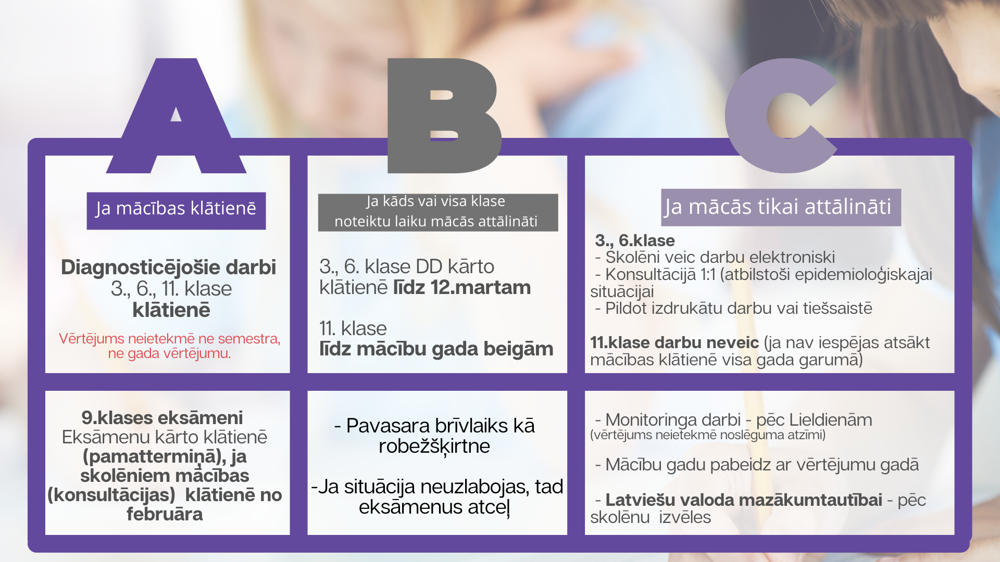 A
B
C
Ja mācības klātienē
Ja kāds vai visa klase
noteiktu laiku mācās attālināti
Ja mācās tikai attālināti
Diagnosticējošie darbi
3., 6., 11. klase
klātienē
Vērtējums neietekmē ne semestra,
ne gada vērtējumu.
3., 6. klase DD kārto
klātienē līdz 12.martam
11. klase
līdz mācību gada beigām
3., 6.klase
- Skolēni veic darbu elektroniski
- Konsultācijā 1:1 (atbilstoši epidemioloģiskajai
situācijai
- Pildot izdrukātu darbu vai tiešsaistē
11.klase darbu neveic (ja nav iespējas atsākt
mācības klātienē visa gada garumā)
9.klases eksāmeni
Eksāmenu kārto klātienē
(pamattermiņā), ja
skolēniem mācības
(konsultācijas)  klātienē no
februāra
- Pavasara brīvlaiks kā
robežšķirtne
-Ja situācija neuzlabojas, tad
eksāmenus atceļ
- Monitoringa darbi - pēc Lieldienām
(vērtējums neietekmē noslēguma atzīmi)
- Mācību gadu pabeidz ar vērtējumu gadā
- Latviešu valoda mazākumtautībai - pēc
skolēnu  izvēles